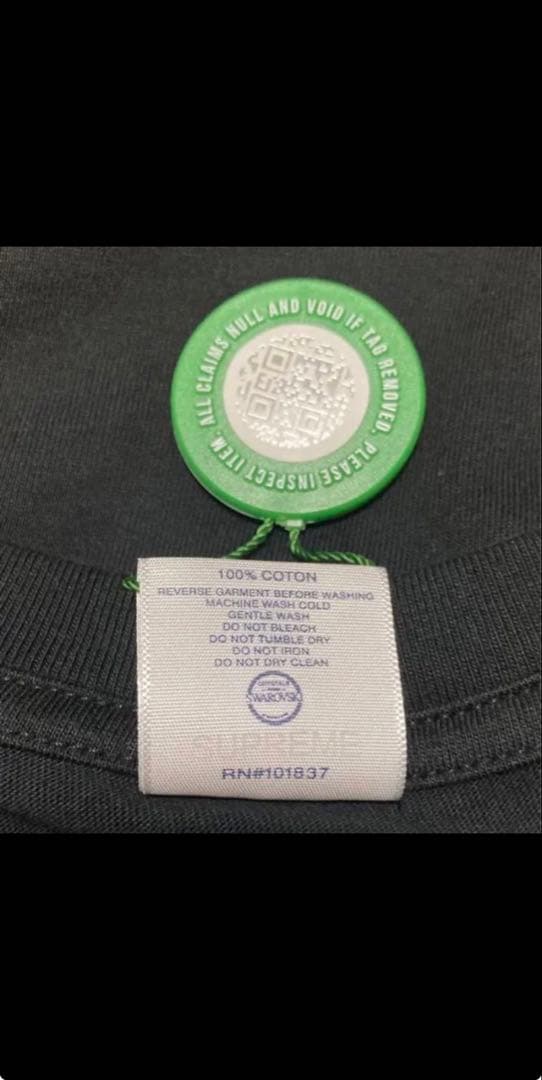 ALL CLAIMS NULL AND VOID IF TAG REMOVED. PLEASE INSPECT ITEM.
100% COTON
REVERSE GARMENT BEFORE WASHING
MACHINE WASH COLD
GENTLE WASH
DO NOT BLEACH
DO NOT TUMBLE DRY
DO NOT IRON
DO NOT DRY CLEAN
CRYSTALS
SWAROVSKI
SUPREME
RN#101837